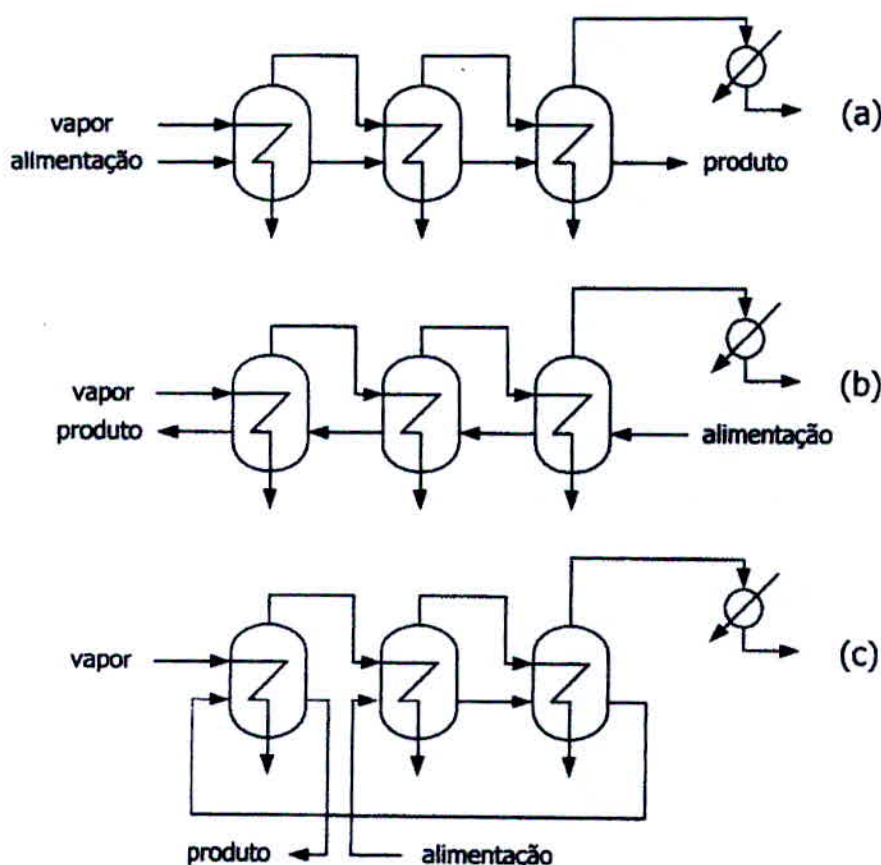 vapor
alimentação
produto
(a)
vapor
produto
alimentação
(b)
vapor
(c)
produto
alimentação